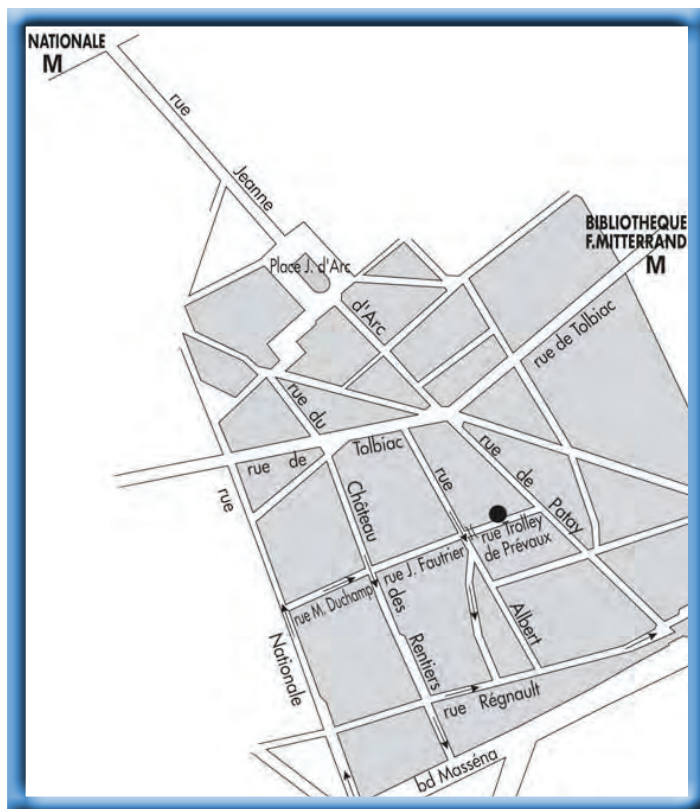 NATIONALE
M
rue
Jeanne
BIBLIOTHEQUE
F.MITTERRAND
M
Place J. d'Arc
d'Arc
rue de Tolbiac
rue du
Tolbiac
rue de
rue de
rue
rue
Château
Patay
rue Trolley
de Prévaux
rue J. Fautrier
rue M. Duchamp
des
Albert
Nationale
Rentiers
rue Régnault
bd Masséna